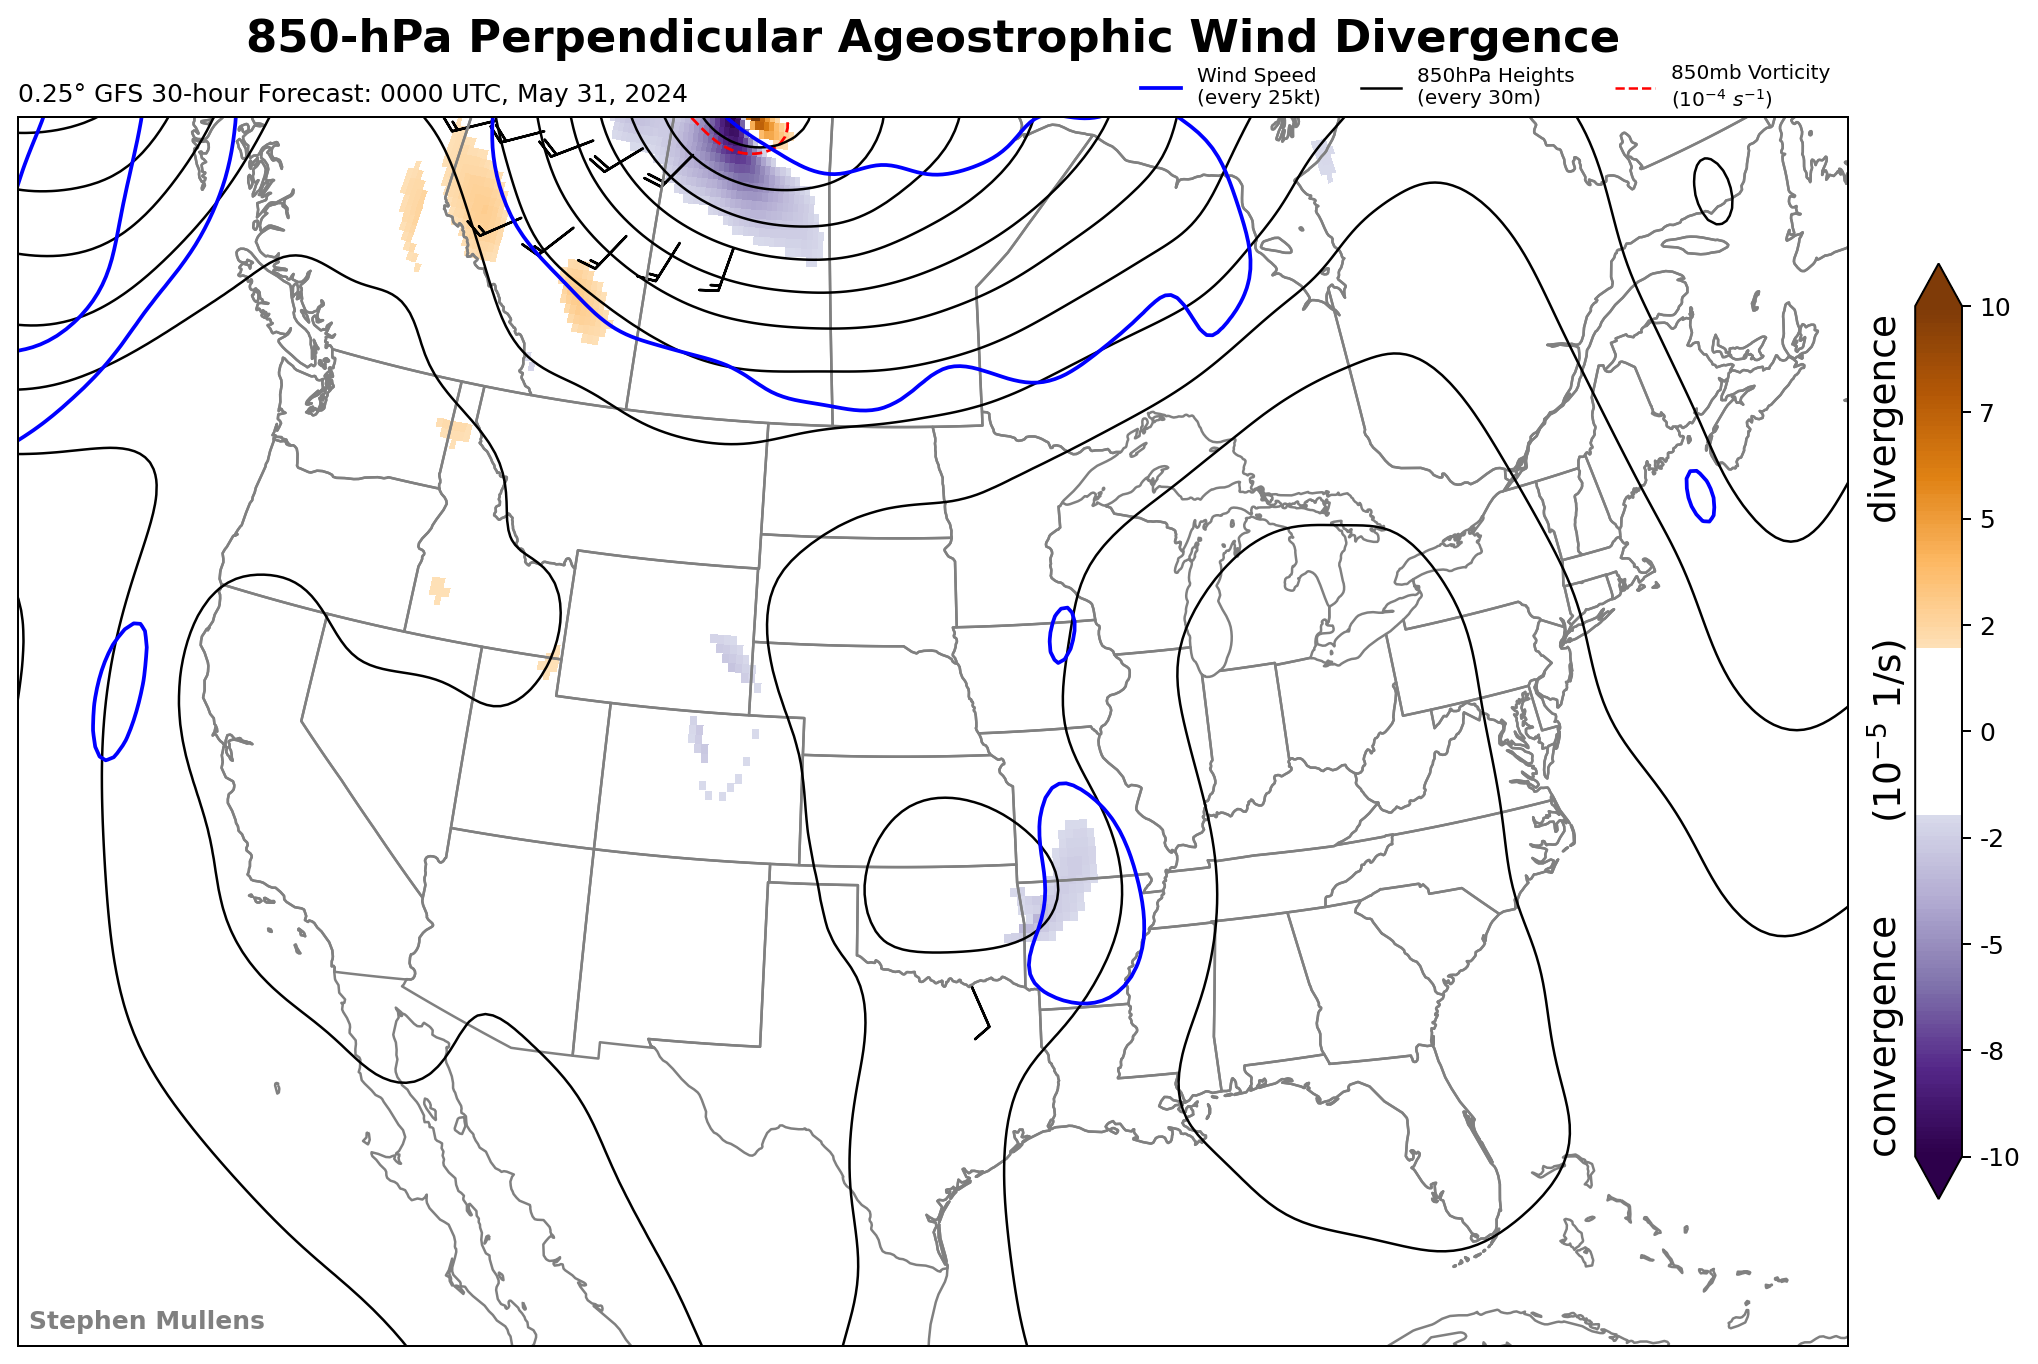 850-hPa Perpendicular Ageostrophic Wind Divergence
0.25° GFS 30-hour Forecast: 0000 UTC, May 31, 2024
Wind Speed
(every 25kt)
850hPa Heights
(every 30m)
850mb Vorticity
(10⁻⁴ s⁻¹)
10
7
5
2
0
-2
-5
-8
-10
convergence (10⁻⁵ 1/s) divergence
Stephen Mullens